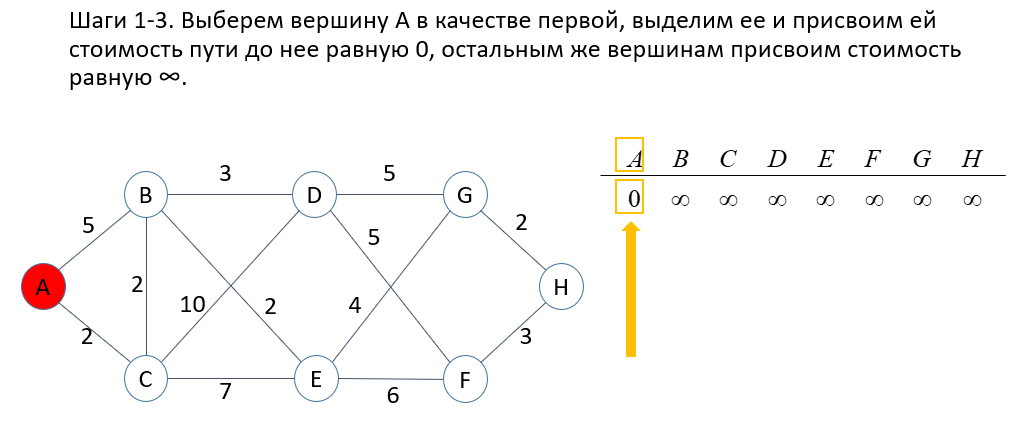 Шаги 1-3. Выберем вершину А в качестве первой, выделим ее и присвоим ей
стоимость пути до нее равную 0, остальным же вершинам присвоим стоимость
равную ∞.
A B C D E F G H
0 ∞ ∞ ∞ ∞ ∞ ∞ ∞
3 5
B D G
5 5 2
A 2 10 2 4 H
2 3
C E F
7 6